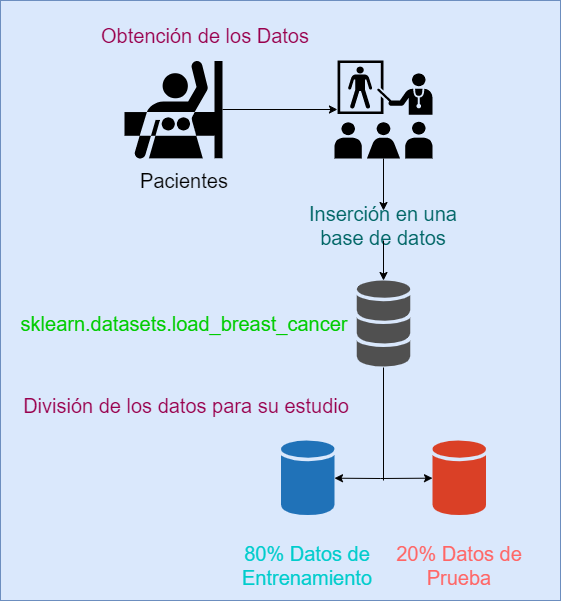 Obtención de los Datos
Pacientes
Inserción en una
base de datos
sklearn.datasets.load_breast_cancer
División de los datos para su estudio
80% Datos de
Entrenamiento
20% Datos de
Prueba